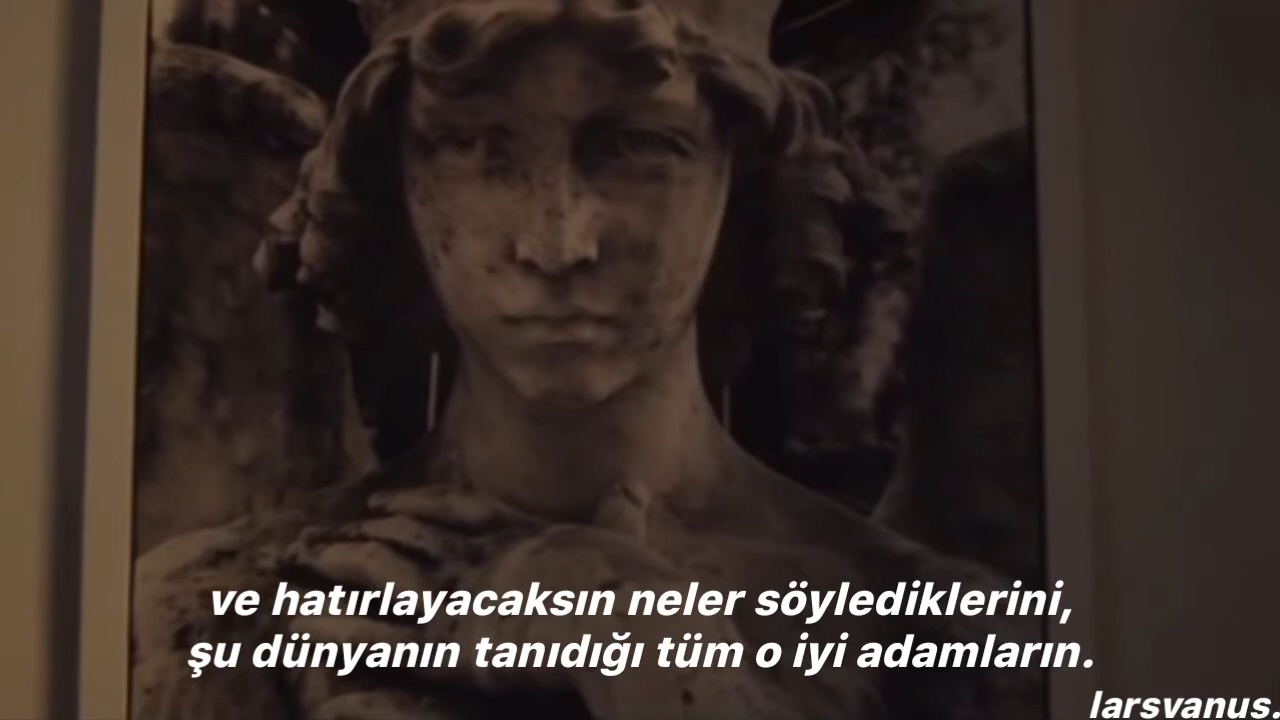 ve hatırlayacaksın neler söylediklerini,
şu dünyanın tanıdığı tüm o iyi adamların.
larsvanus.